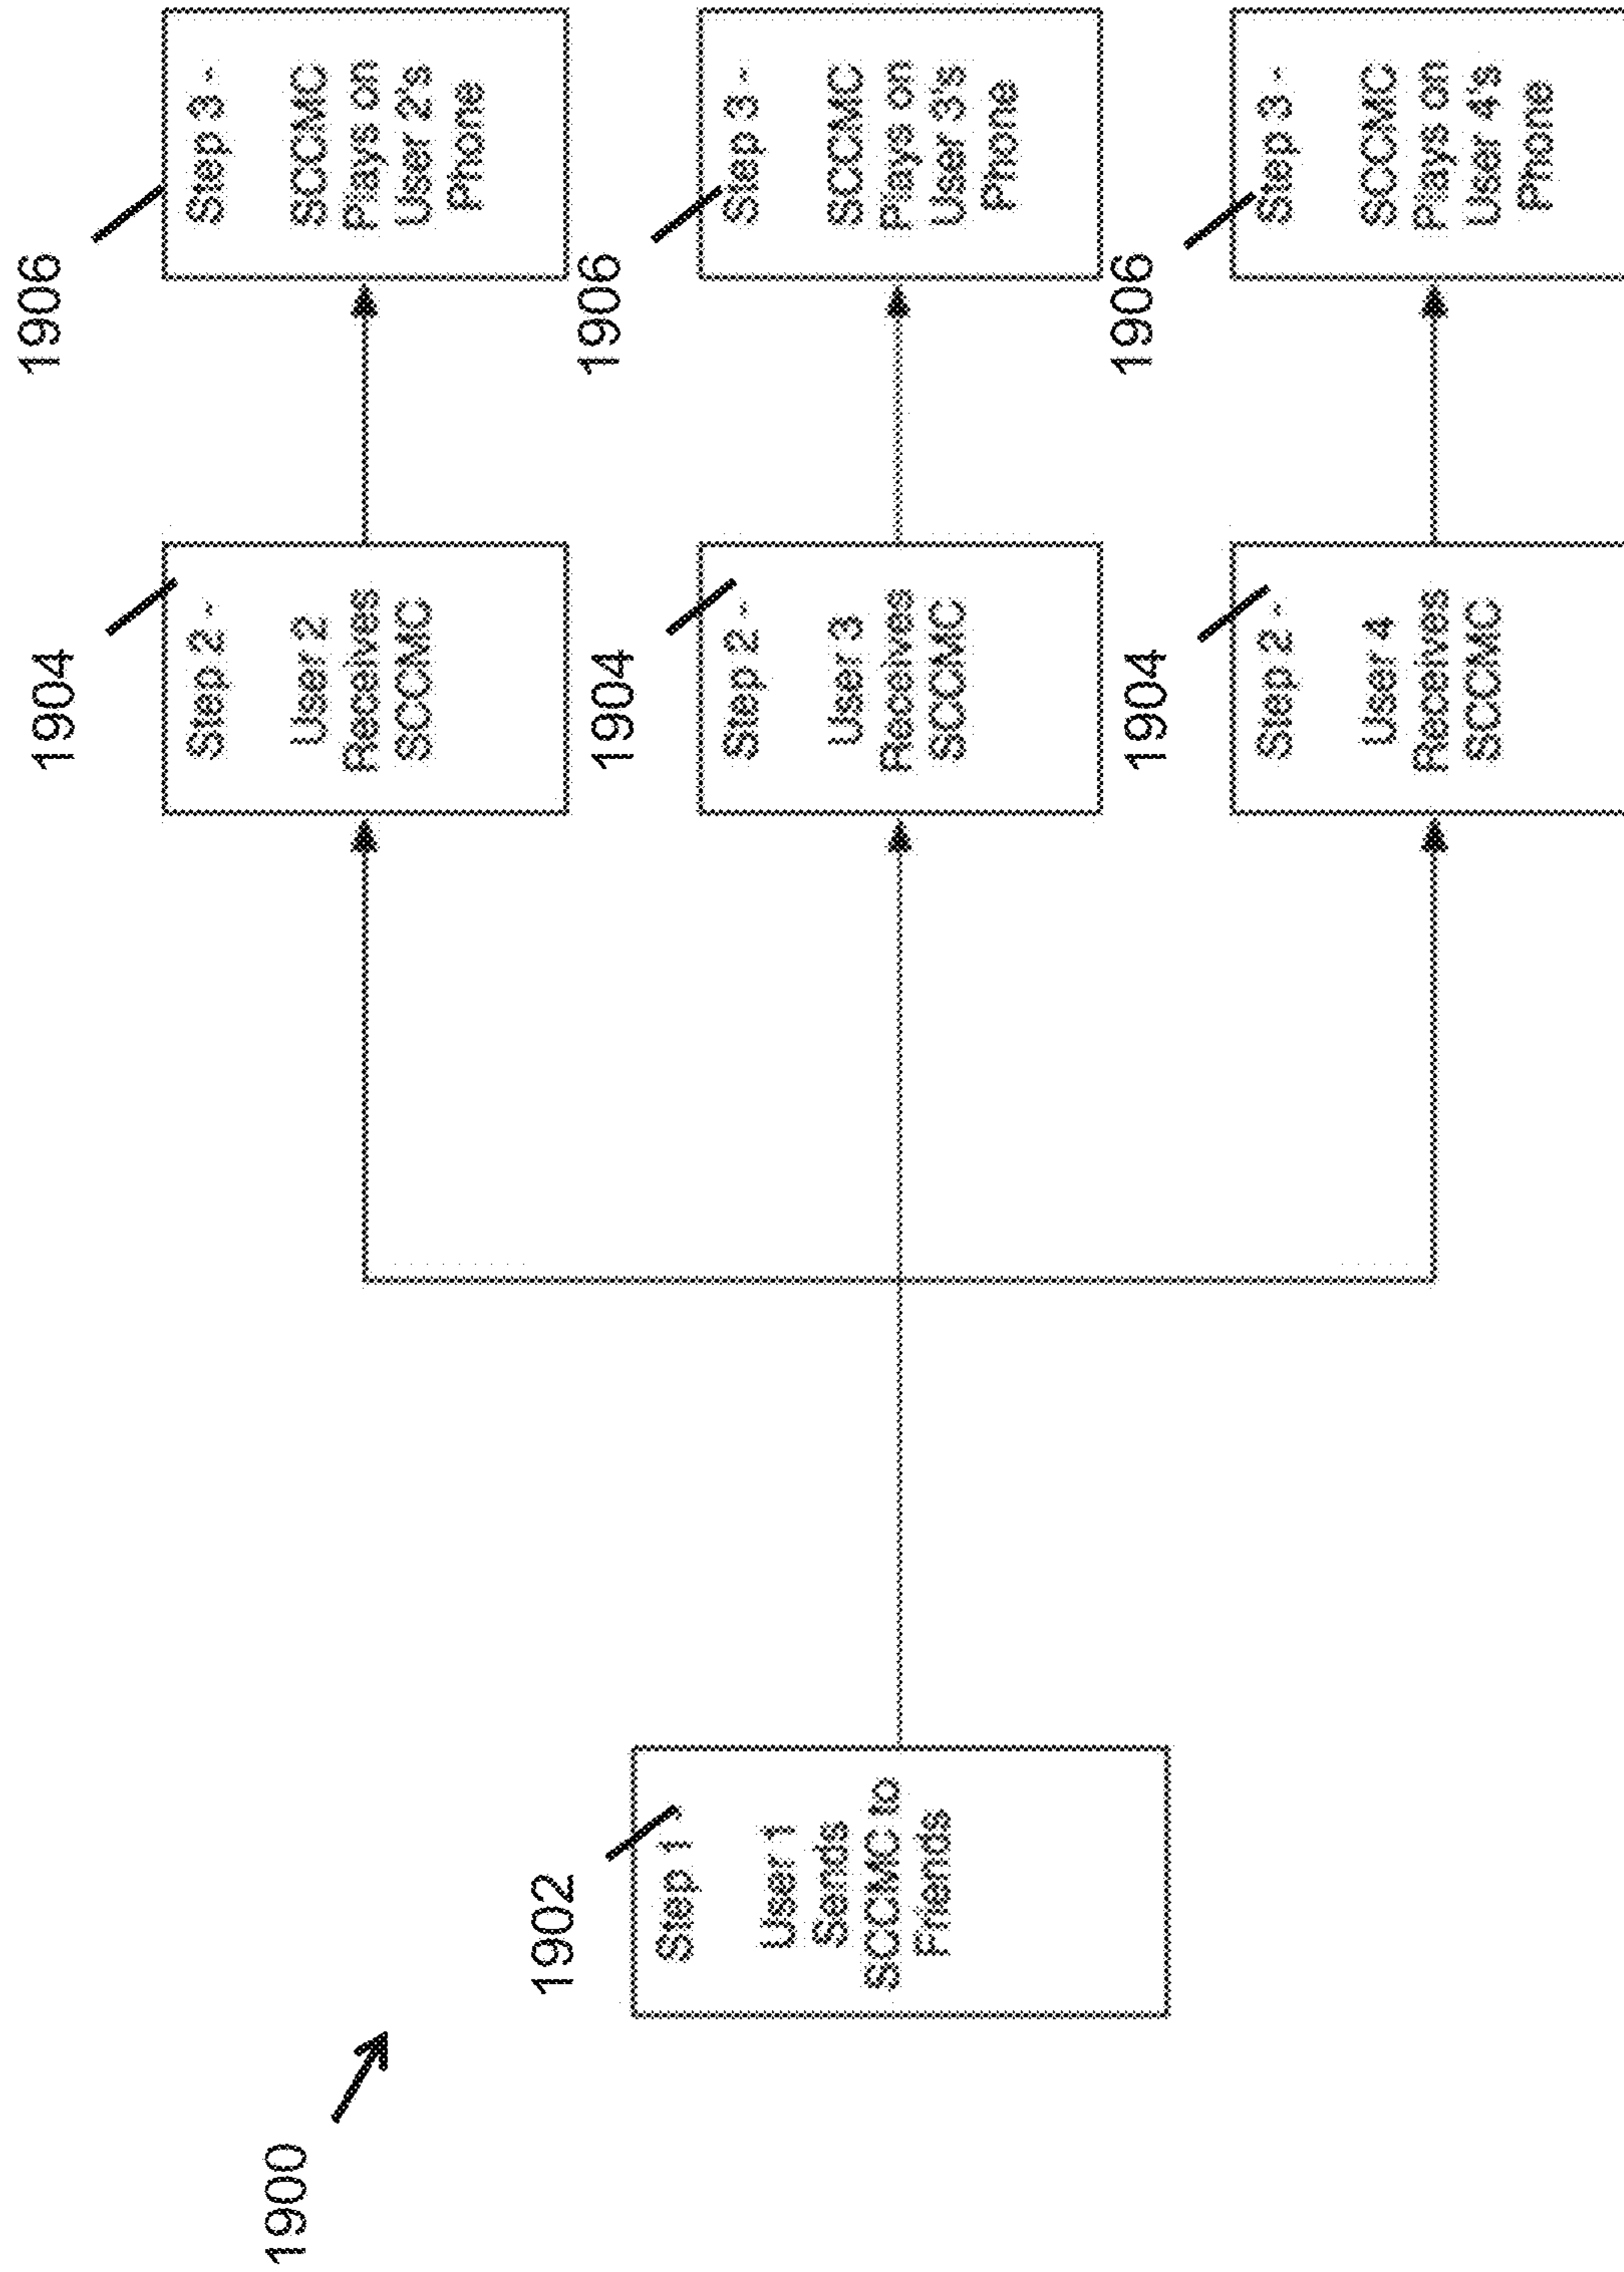 1900
1902
Step 1 -
User 1
Sends
SCCMC to
Friends
1904
Step 2 -
User 2
Receives
SCCMC
1906
Step 3 -
SCCMC
Plays on
User 2's
Phone
1904
Step 2 -
User 3
Receives
SCCMC
1906
Step 3 -
SCCMC
Plays on
User 3's
Phone
1904
Step 2 -
User 4
Receives
SCCMC
1906
Step 3 -
SCCMC
Plays on
User 4's
Phone